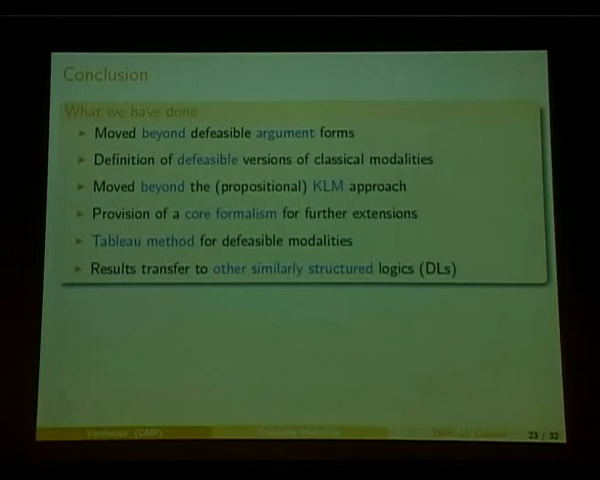 Conclusion
What we have done
Moved beyond defeasible argument forms
Definition of defeasible versions of classical modalities
Moved beyond the (propositional) KLM approach
Provision of a core formalism for further extensions
Tableau method for defeasible modalities
Results transfer to other similarly structured logics (DLs)
(CAIR) 23 / 32